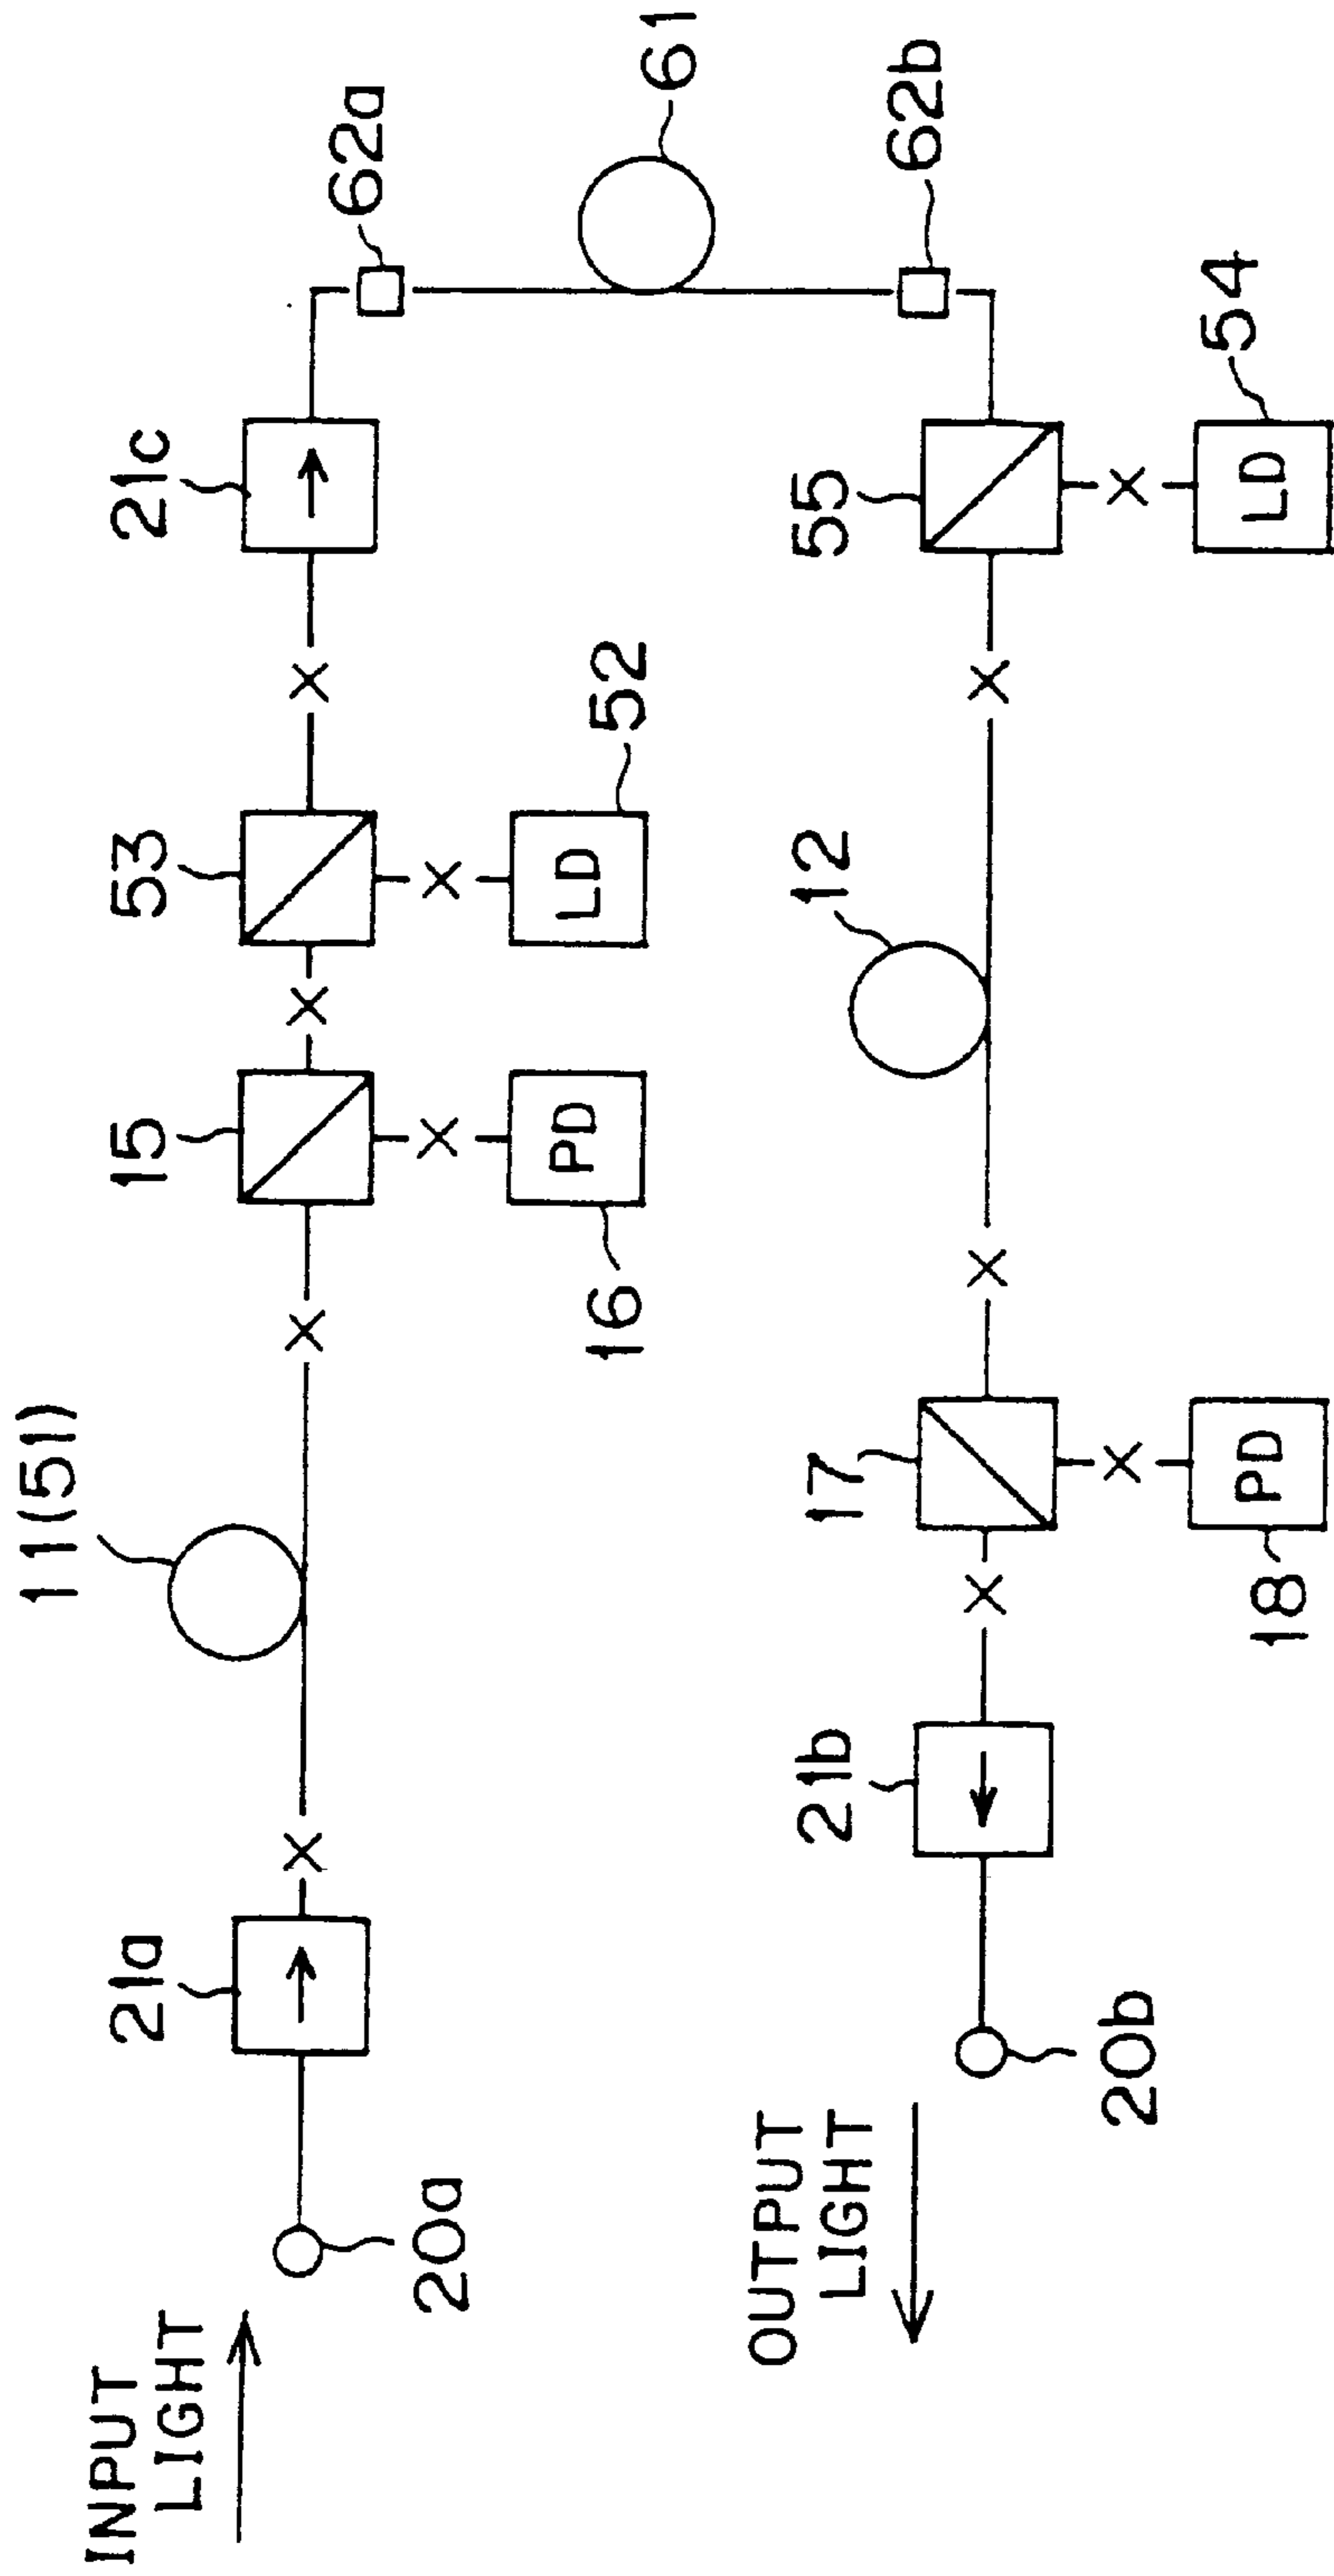 INPUT
LIGHT
20a
21a
11(51)
15
PD
16
53
LD
52
21c
62a
61
62b
55
LD
54
12
17
PD
18
21b
20b
OUTPUT
LIGHT